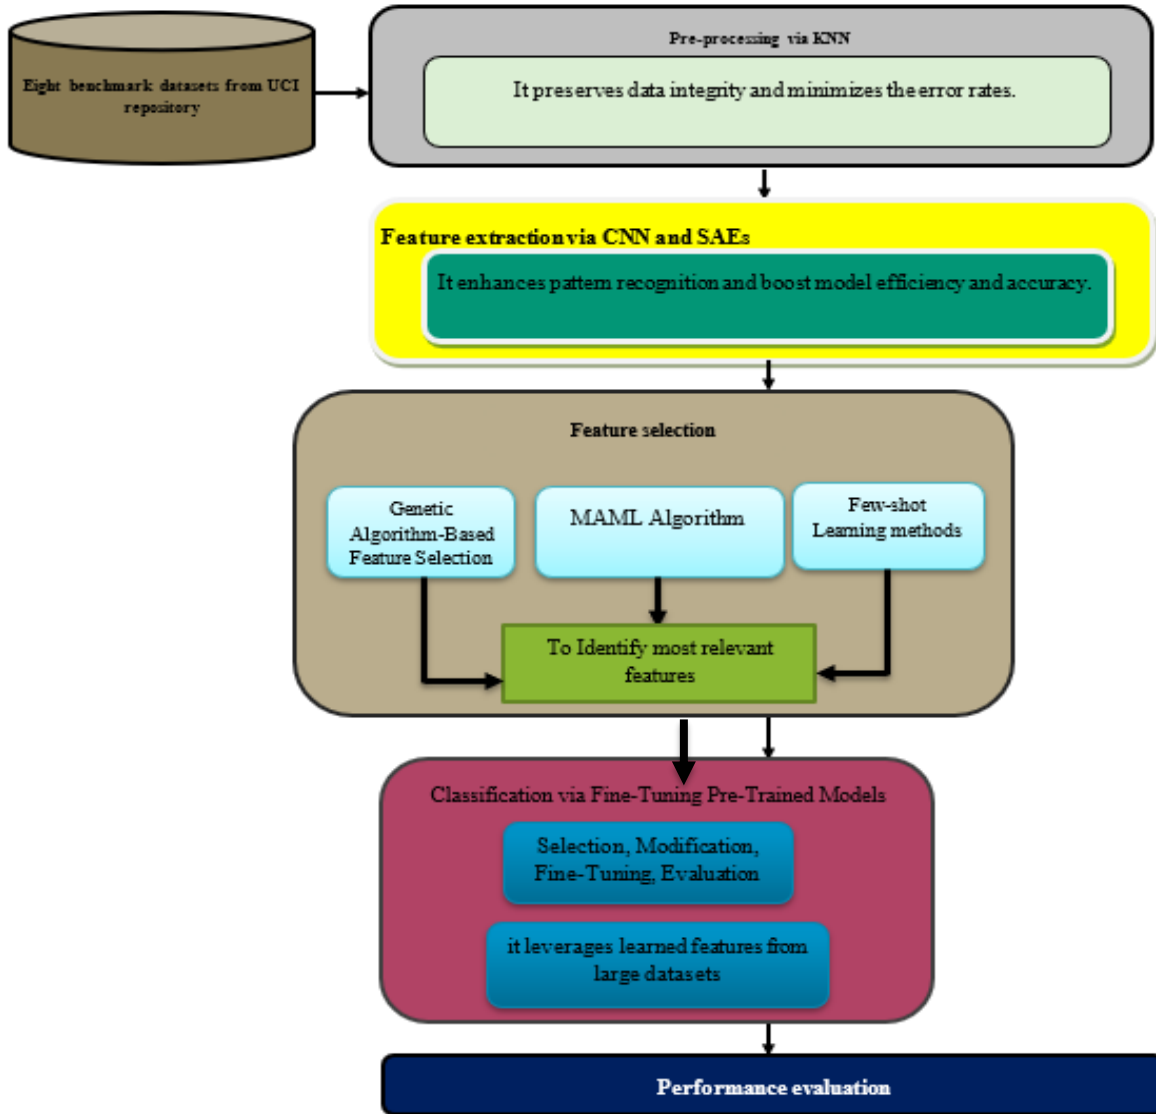 Eight benchmark datasets from UCI
repository
Pre-processing via KNN
It preserves data integrity and minimizes the error rates.
Feature extraction via CNN and SAEs
It enhances pattern recognition and boost model efficiency and accuracy.
Feature selection
Genetic
Algorithm-Based
Feature Selection
MAML Algorithm
Few-shot
Learning methods
To Identify most relevant
features
Classification via Fine-Tuning Pre-Trained Models
Selection, Modification,
Fine-Tuning, Evaluation
it leverages learned features from
large datasets
Performance evaluation